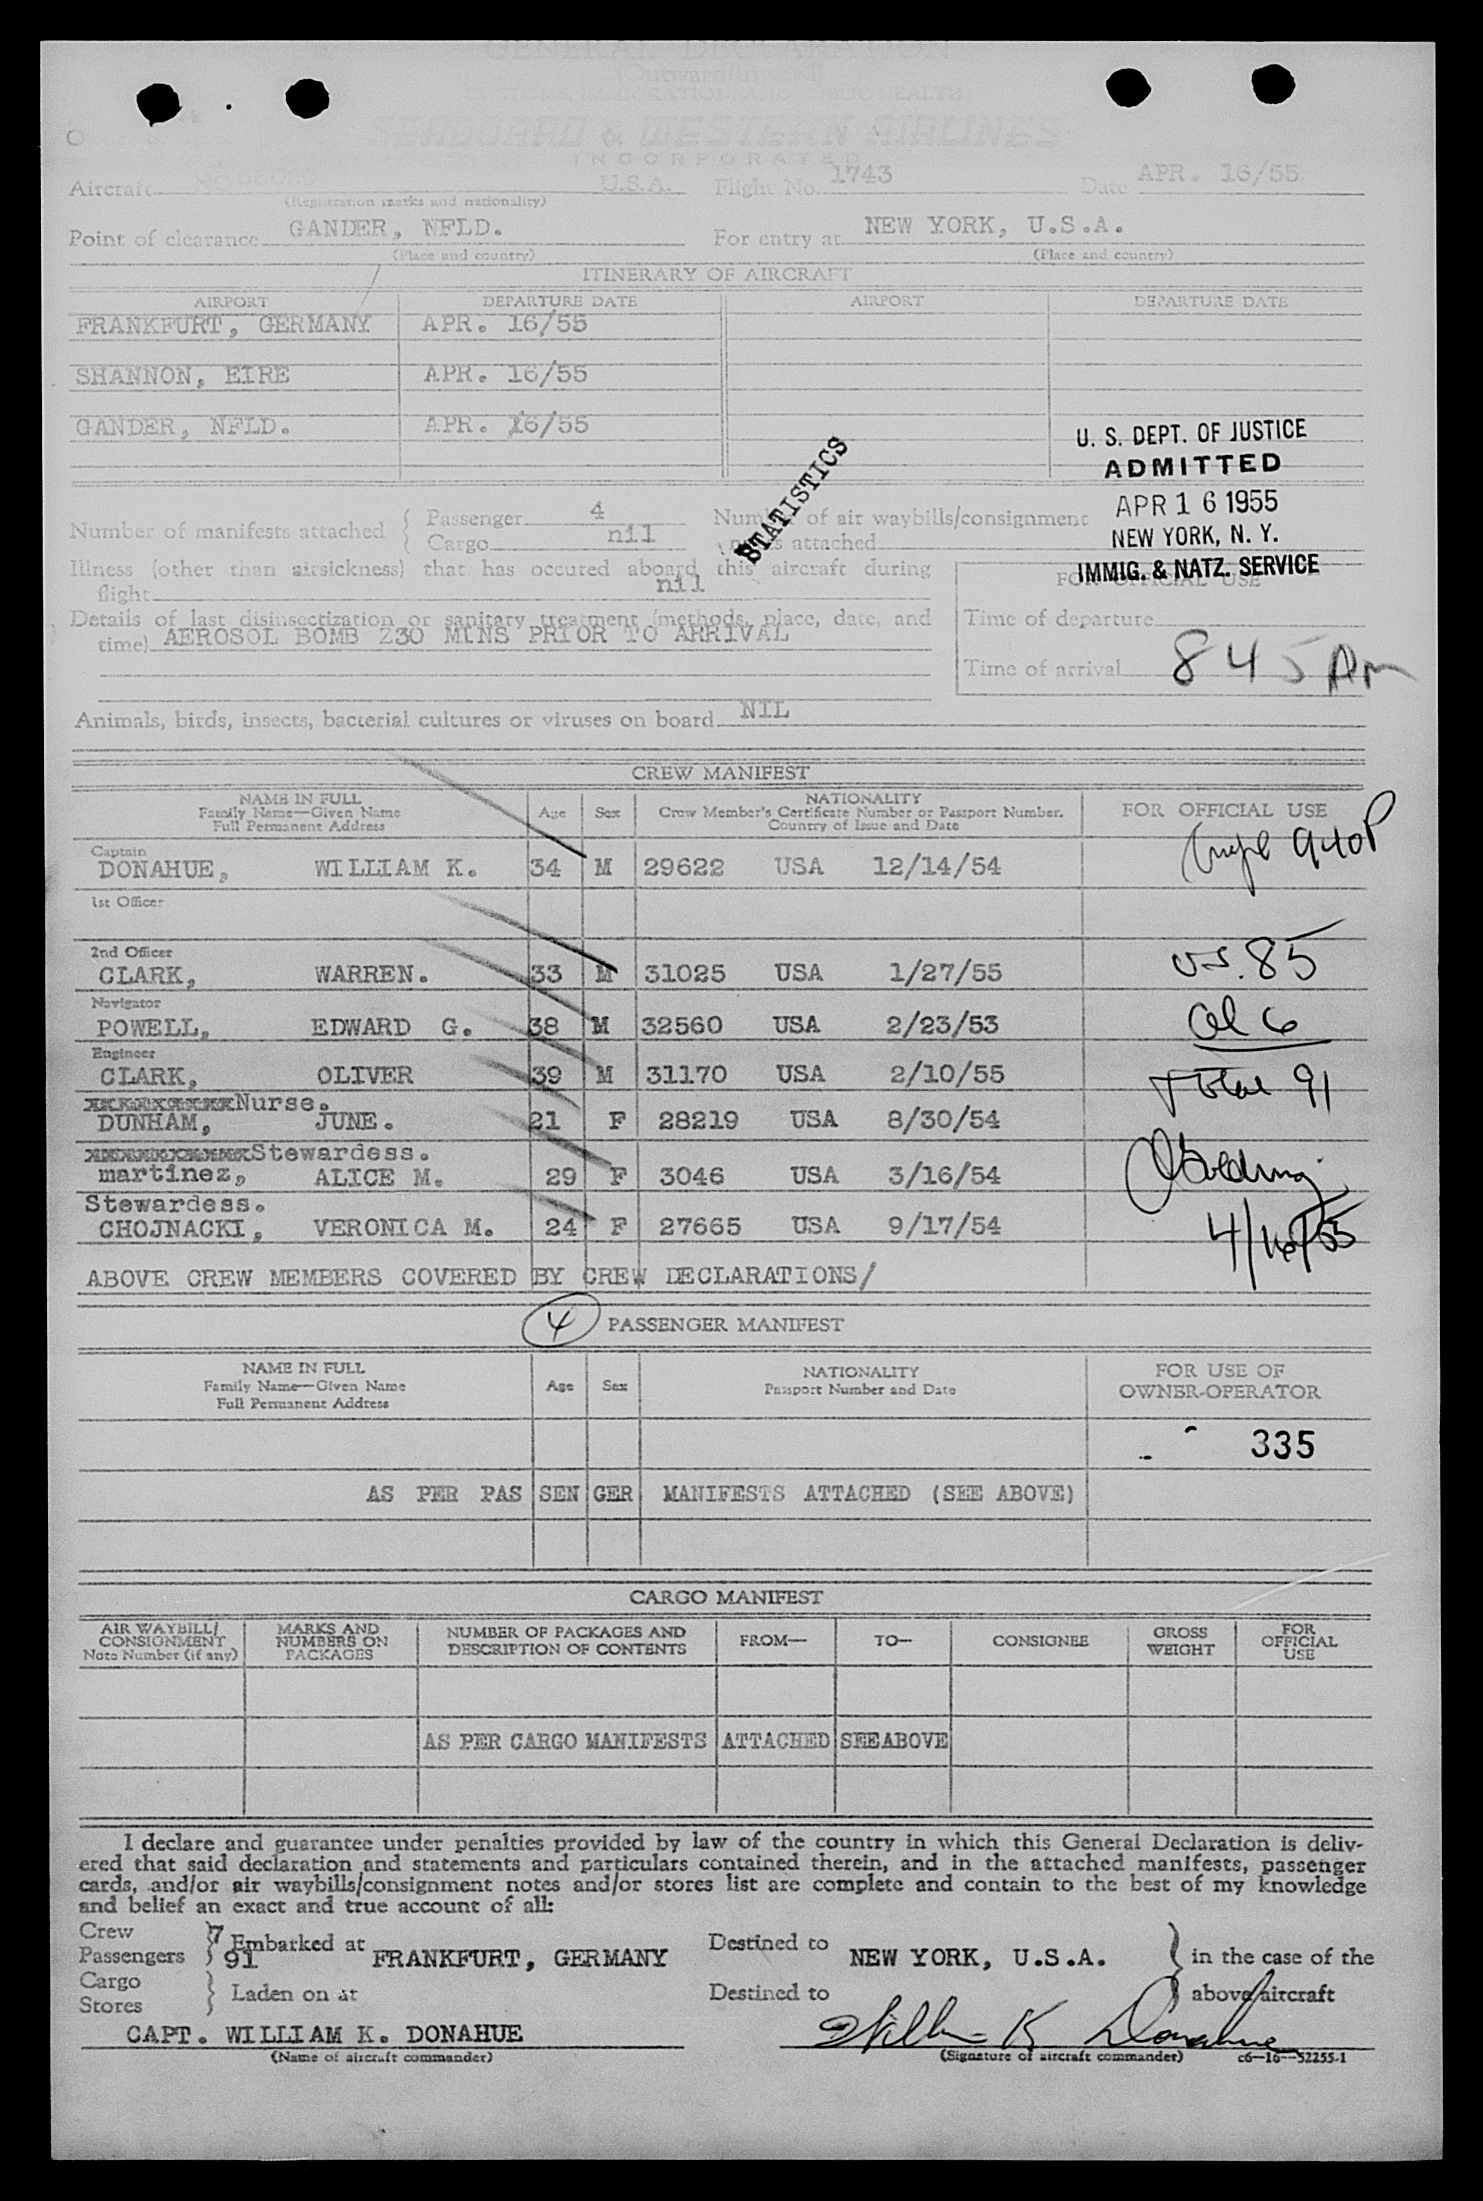 GENERAL DECLARATION
(Outward/Inward)
SEABOARD & WESTERN AIRLINES
INCORPORATED
Aircraft U.S.A. Flight No. 1743 Date APR. 16/55
(Registration marks and nationality)
Point of clearance GANDER, NFLD. For entry at NEW YORK, U.S.A.
(Place and country) (Place and country)
ITINERARY OF AIRCRAFT
AIRPORT DEPARTURE DATE AIRPORT DEPARTURE DATE
FRANKFURT, GERMANY APR. 16/55
SHANNON, EIRE APR. 16/55
GANDER, NFLD. APR. 16/55
U. S. DEPT. OF JUSTICE
ADMITTED
APR 16 1955
NEW YORK, N. Y.
IMMIG. & NATZ. SERVICE
STATISTICS
Number of manifests attached { Passenger 4 Number of air waybills/consignment
Cargo nil notes attached
Illness (other than airsickness) that has occured aboard this aircraft during
flight nil
FOR OFFICIAL USE
Details of last disinsectization or sanitary treatment (methods, place, date, and
time) AEROSOL BOMB 230 MINS PRIOR TO ARRIVAL
Time of departure
Time of arrival 845 Am
Animals, birds, insects, bacterial cultures or viruses on board NIL
CREW MANIFEST
NAME IN FULL
Family Name—Given Name
Full Permanent Address
Age Sex
NATIONALITY
Crew Member's Certificate Number or Passport Number.
Country of Issue and Date
FOR OFFICIAL USE
940P
Captain
DONAHUE, WILLIAM K. 34 M 29622 USA 12/14/54
1st Officer
2nd Officer
CLARK, WARREN. 33 M 31025 USA 1/27/55
US. 85
Navigator
POWELL, EDWARD G. 38 M 32560 USA 2/23/53
al 6
Engineer
CLARK, OLIVER 39 M 31170 USA 2/10/55
Total 91
Nurse.
DUNHAM, JUNE. 21 F 28219 USA 8/30/54
Stewardess.
martinez, ALICE M. 29 F 3046 USA 3/16/54
Stewardess.
CHOJNACKI, VERONICA M. 24 F 27665 USA 9/17/54
4/16/55
ABOVE CREW MEMBERS COVERED BY CREW DECLARATIONS/
4 PASSENGER MANIFEST
NAME IN FULL
Family Name—Given Name
Full Permanent Address
Age Sex
NATIONALITY
Passport Number and Date
FOR USE OF
OWNER-OPERATOR
335
AS PER PAS SEN GER MANIFESTS ATTACHED (SEE ABOVE)
CARGO MANIFEST
AIR WAYBILL/
CONSIGNMENT
Note Number (if any)
MARKS AND
NUMBERS ON
PACKAGES
NUMBER OF PACKAGES AND
DESCRIPTION OF CONTENTS
FROM— TO— CONSIGNEE
GROSS
WEIGHT
FOR
OFFICIAL
USE
AS PER CARGO MANIFESTS ATTACHED SEE ABOVE
I declare and guarantee under penalties provided by law of the country in which this General Declaration is deliv-
ered that said declaration and statements and particulars contained therein, and in the attached manifests, passenger
cards, and/or air waybills/consignment notes and/or stores list are complete and contain to the best of my knowledge
and belief an exact and true account of all:
Crew 7
Passengers 91 } Embarked at FRANKFURT, GERMANY Destined to NEW YORK, U.S.A. } in the case of the
Cargo
Stores } Laden on at Destined to above aircraft
CAPT. WILLIAM K. DONAHUE William K Donahue
(Name of aircraft commander) (Signature of aircraft commander) c6—16—52255-1